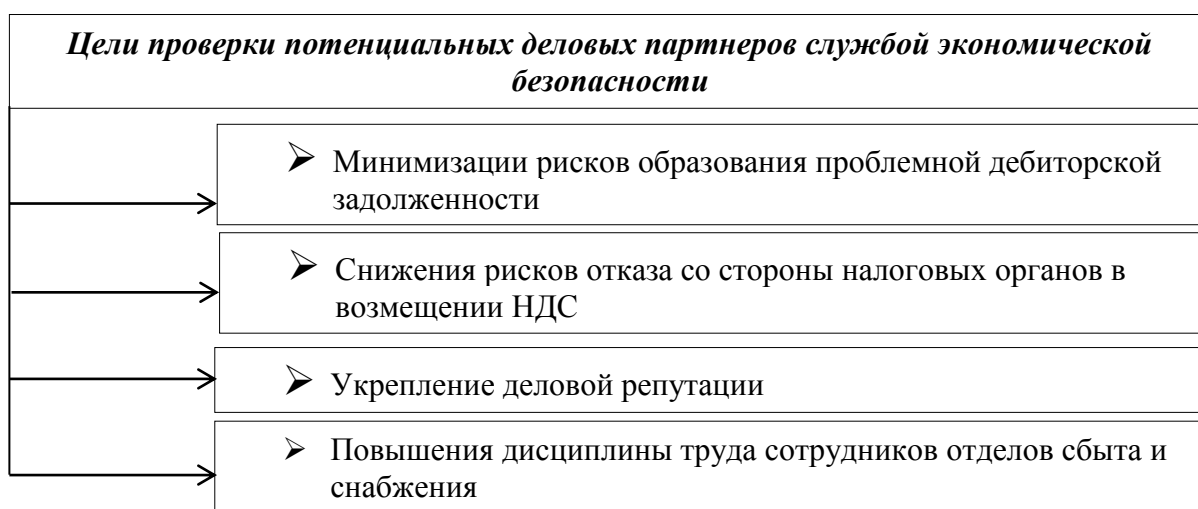 Цели проверки потенциальных деловых партнеров службой экономической
безопасности
Минимизации рисков образования проблемной дебиторской
задолженности
Снижения рисков отказа со стороны налоговых органов в
возмещении НДС
Укрепление деловой репутации
Повышения дисциплины труда сотрудников отделов сбыта и
снабжения